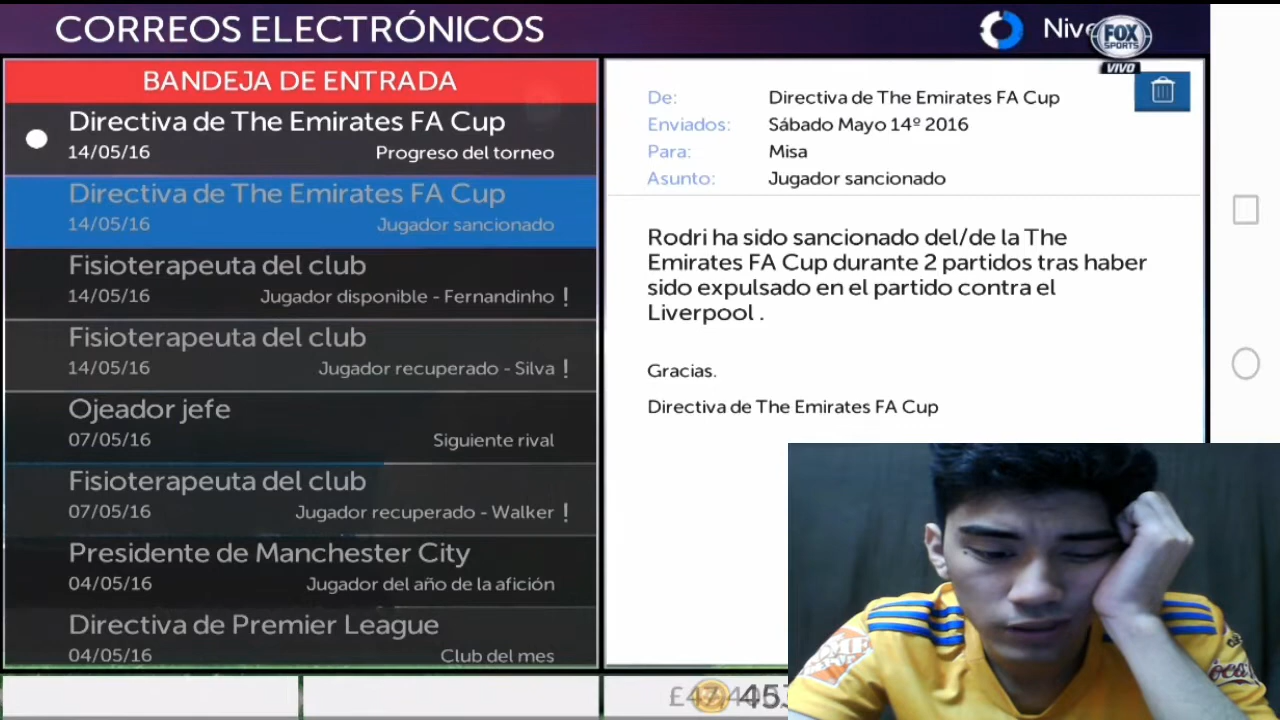 CORREOS ELECTRÓNICOS
FOX
SPORTS
VIVO
BANDEJA DE ENTRADA
Directiva de The Emirates FA Cup
14/05/16 Progreso del torneo
Directiva de The Emirates FA Cup
14/05/16 Jugador sancionado
Fisioterapeuta del club
14/05/16 Jugador disponible - Fernandinho !
Fisioterapeuta del club
14/05/16 Jugador recuperado - Silva !
Ojeador jefe
07/05/16 Siguiente rival
Fisioterapeuta del club
07/05/16 Jugador recuperado - Walker !
Presidente de Manchester City
04/05/16 Jugador del año de la afición
Directiva de Premier League
04/05/16 Club del mes
De: Directiva de The Emirates FA Cup
Enviados: Sábado Mayo 14º 2016
Para: Misa
Asunto: Jugador sancionado
Rodri ha sido sancionado del/de la The
Emirates FA Cup durante 2 partidos tras haber
sido expulsado en el partido contra el
Liverpool .
Gracias.
Directiva de The Emirates FA Cup